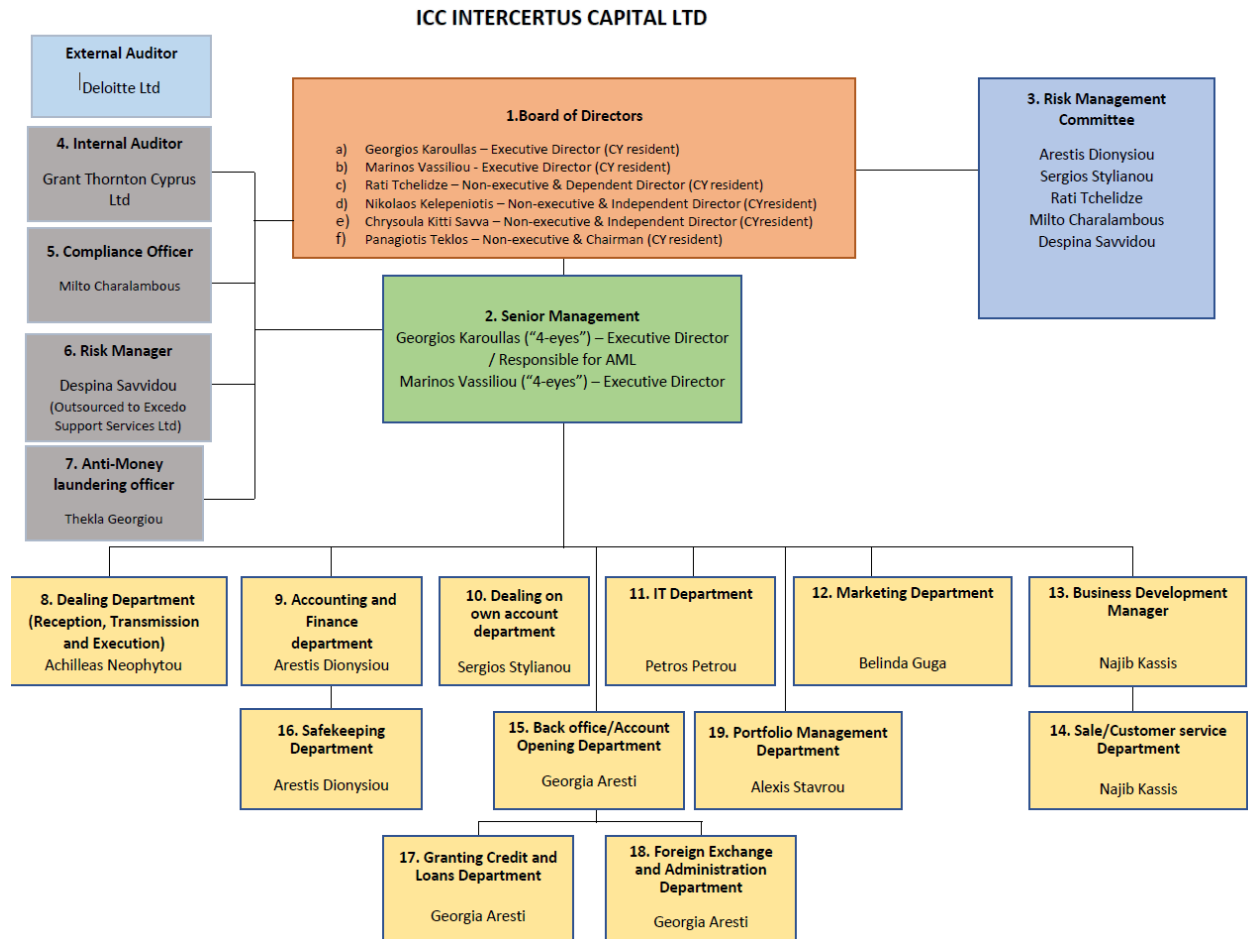 ICC INTERCERTUS CAPITAL LTD
External Auditor
Deloitte Ltd
4. Internal Auditor
Grant Thornton Cyprus
Ltd
5. Compliance Officer
Milto Charalambous
6. Risk Manager
Despina Savvidou
(Outsourced to Excedo
Support Services Ltd)
7. Anti-Money
laundering officer
Thekla Georgiou
1.Board of Directors
a) Georgios Karoullas – Executive Director (CY resident)
b) Marinos Vassiliou - Executive Director (CY resident)
c) Rati Tchelidze – Non-executive & Dependent Director (CY resident)
d) Nikolaos Kelepeniotis – Non-executive & Independent Director (CYresident)
e) Chrysoula Kitti Savva – Non-executive & Independent Director (CYresident)
f) Panagiotis Teklos – Non-executive & Chairman (CY resident)
3. Risk Management
Committee
Arestis Dionysiou
Sergios Stylianou
Rati Tchelidze
Milto Charalambous
Despina Savvidou
2. Senior Management
Georgios Karoullas (“4-eyes”) – Executive Director
/ Responsible for AML
Marinos Vassiliou (“4-eyes”) – Executive Director
8. Dealing Department
(Reception, Transmission
and Execution)
Achilleas Neophytou
9. Accounting and
Finance
department
Arestis Dionysiou
10. Dealing on
own account
department
Sergios Stylianou
11. IT Department
Petros Petrou
12. Marketing Department
Belinda Guga
13. Business Development
Manager
Najib Kassis
16. Safekeeping
Department
Arestis Dionysiou
15. Back office/Account
Opening Department
Georgia Aresti
19. Portfolio Management
Department
Alexis Stavrou
14. Sale/Customer service
Department
Najib Kassis
17. Granting Credit and
Loans Department
Georgia Aresti
18. Foreign Exchange
and Administration
Department
Georgia Aresti